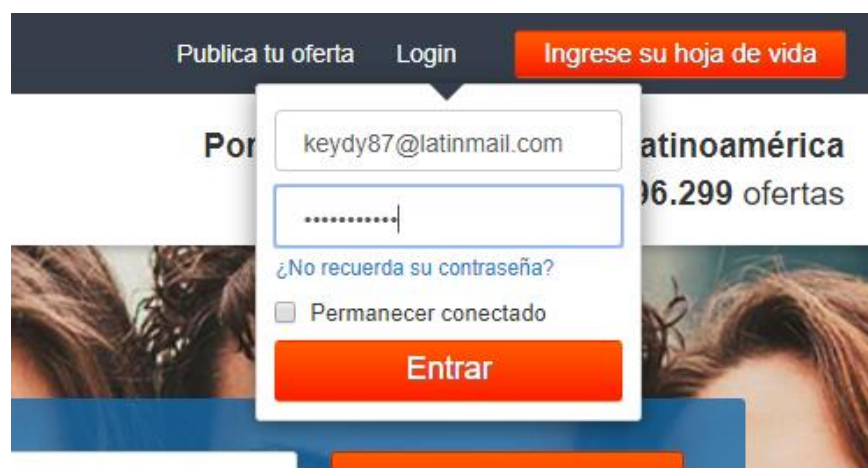 Publica tu oferta Login Ingrese su hoja de vida
keydy87@latinmail.com
•••••••••••
¿No recuerda su contraseña?
Permanecer conectado
Entrar
Por
atinoamérica
96.299 ofertas